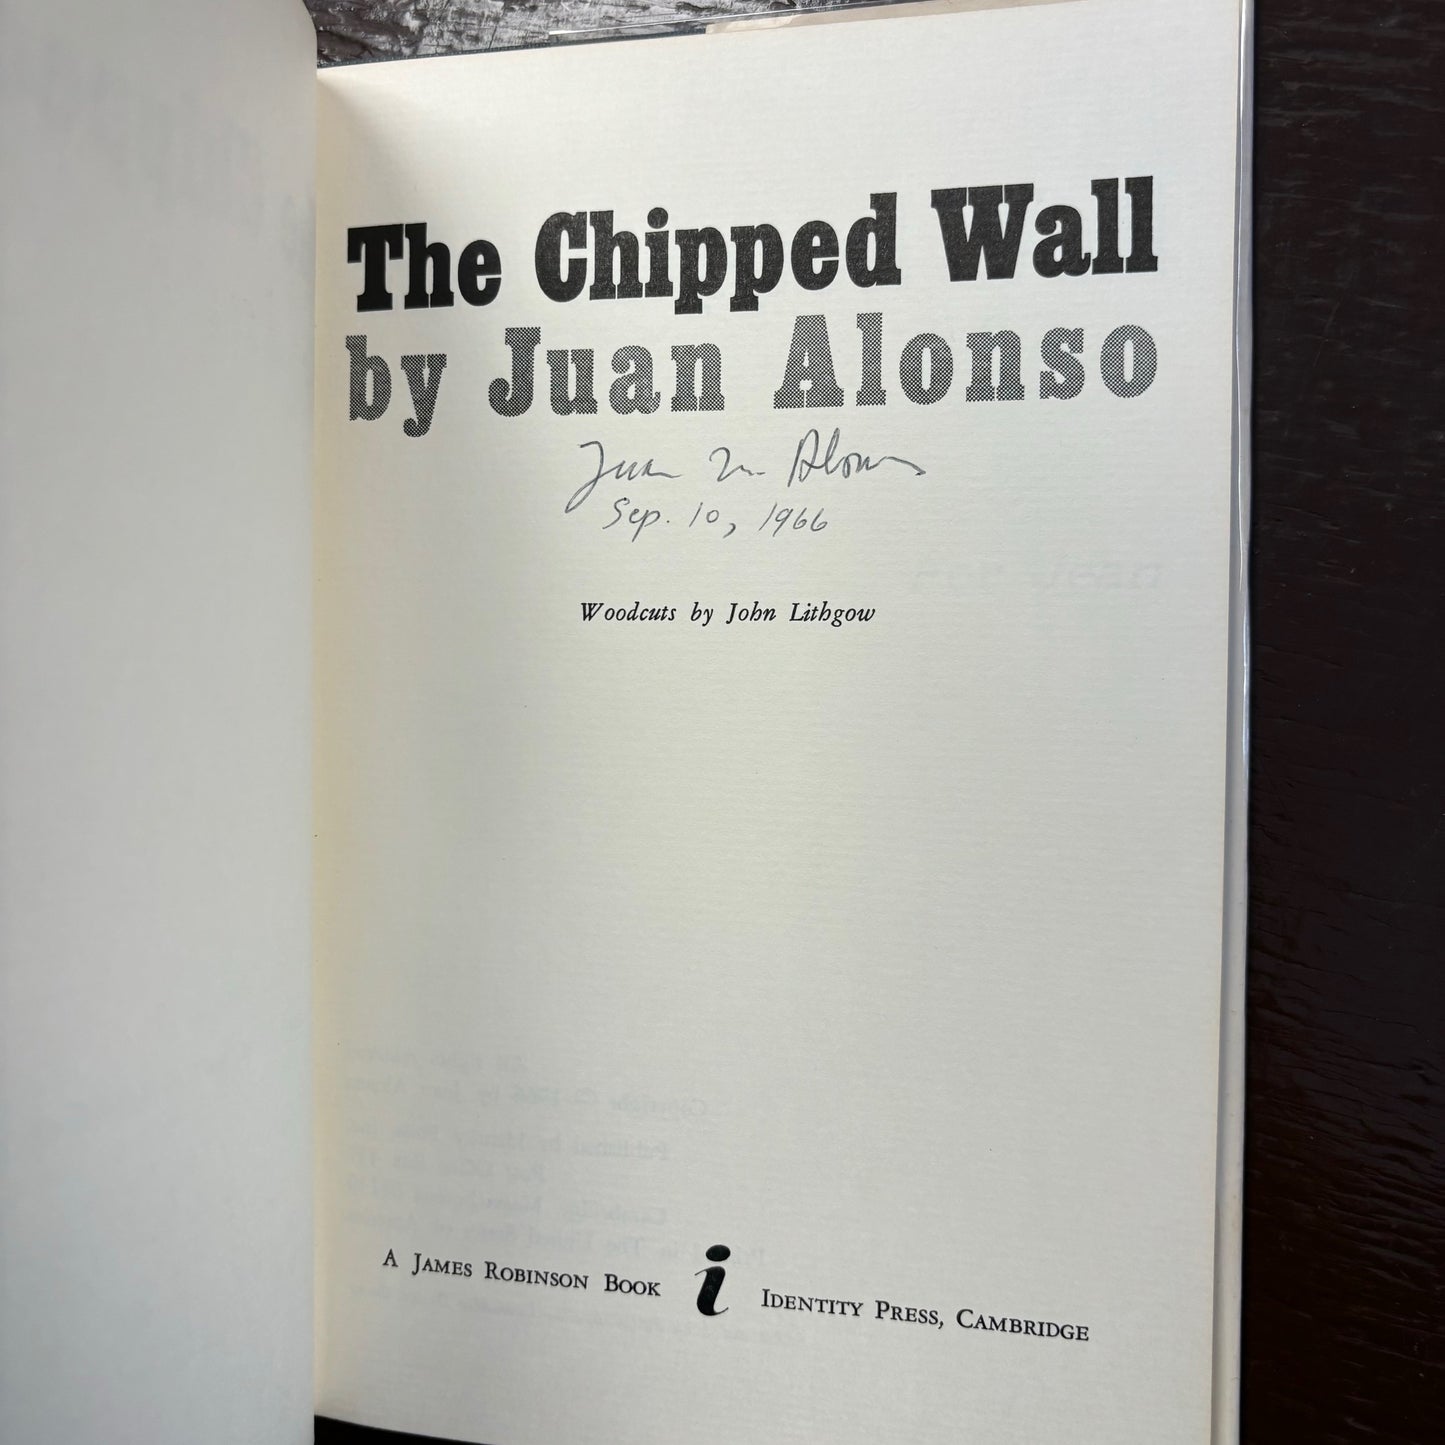 The Chipped Wall
by Juan Alonso
Juan M. Alonso
Sep. 10, 1966
Woodcuts by John Lithgow
A James Robinson Book i Identity Press, Cambridge